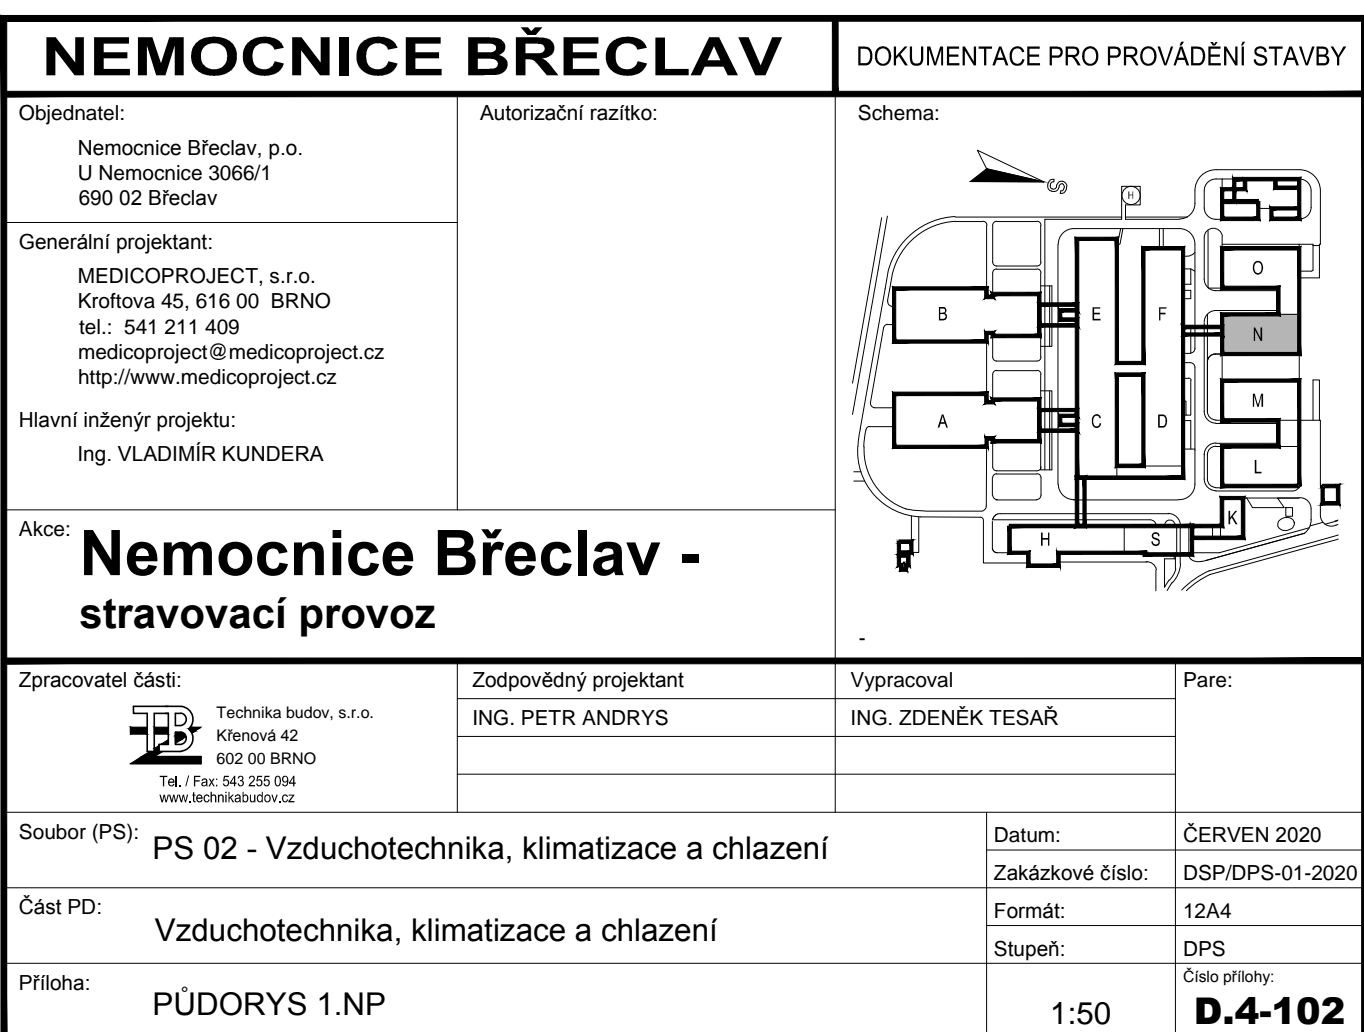 NEMOCNICE BŘECLAV
DOKUMENTACE PRO PROVÁDĚNÍ STAVBY
Objednatel:
Nemocnice Břeclav, p.o.
U Nemocnice 3066/1
690 02 Břeclav
Generální projektant:
MEDICOPROJECT, s.r.o.
Kroftova 45, 616 00 BRNO
tel.: 541 211 409
medicoproject@medicoproject.cz
http://www.medicoproject.cz
Hlavní inženýr projektu:
Ing. VLADIMÍR KUNDERA
Autorizační razítko:
Schema:
S
H
O
B
E
F
N
M
A
C
D
L
K
H
S
-
Akce:
Nemocnice Břeclav -
stravovací provoz
Zpracovatel části:
TB
Technika budov, s.r.o.
Křenová 42
602 00 BRNO
Tel. / Fax: 543 255 094
www.technikabudov.cz
Zodpovědný projektant
ING. PETR ANDRYS
Vypracoval
ING. ZDENĚK TESAŘ
Pare:
Soubor (PS):
PS 02 - Vzduchotechnika, klimatizace a chlazení
Datum:
ČERVEN 2020
Zakázkové číslo:
DSP/DPS-01-2020
Část PD:
Vzduchotechnika, klimatizace a chlazení
Formát:
12A4
Stupeň:
DPS
Příloha:
PŮDORYS 1.NP
1:50
Číslo přílohy:
D.4-102